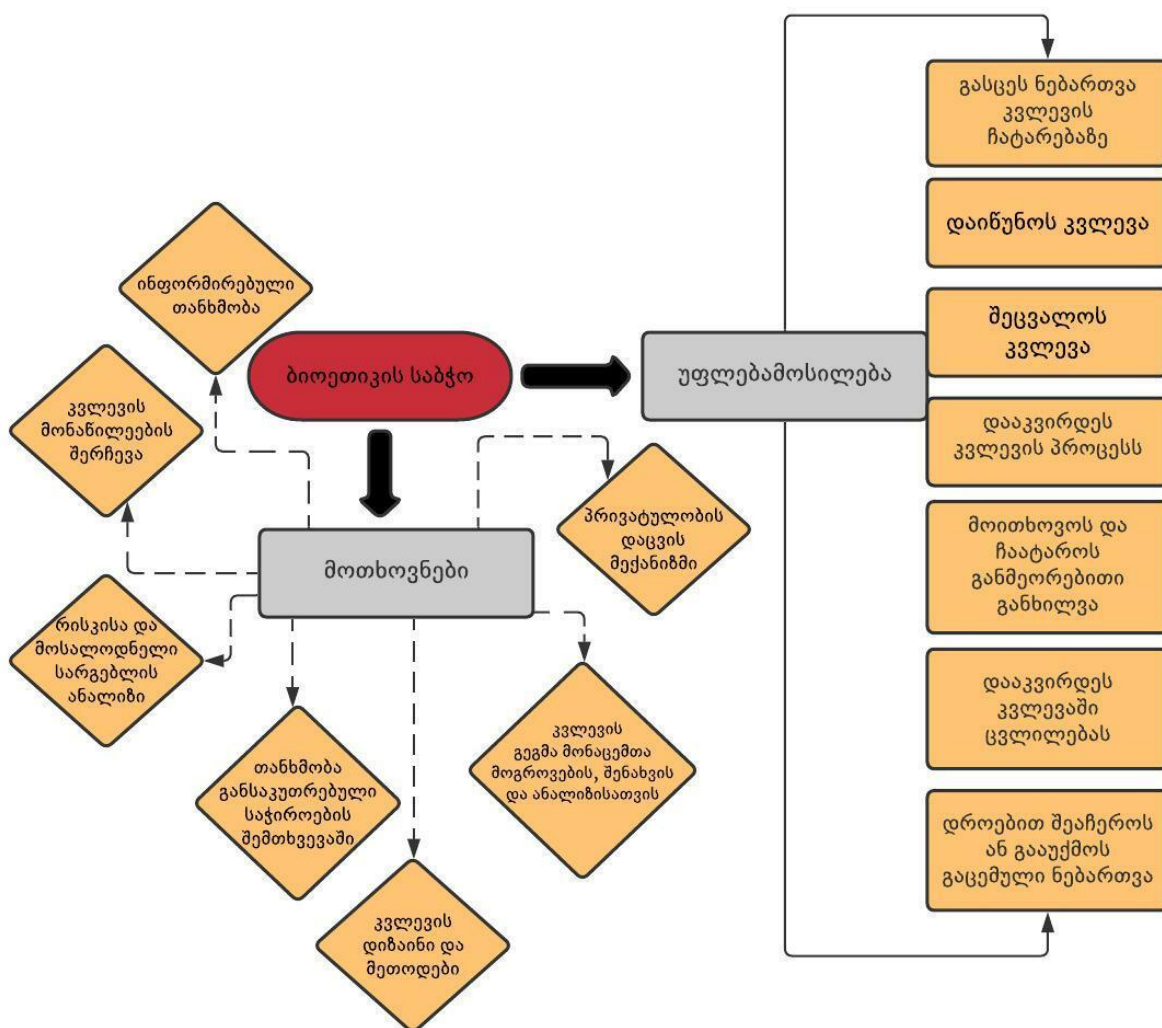 ბიოეთიკის საბჭო
უფლებამოსილება
გასცეს ნებართვა
კვლევის
ჩატარებაზე
დაიწუნოს კვლევა
შეცვალოს
კვლევა
დააკვირდეს
კვლევის პროცესს
მოითხოვოს და
ჩაატაროს
განმეორებითი
განხილვა
დააკვირდეს
კვლევაში
ცვლილებას
დროებით შეაჩეროს
ან გააუქმოს
გაცემული ნებართვა
მოთხოვნები
ინფორმირებული
თანხმობა
კვლევის
მონაწილეების
შერჩევა
რისკისა და
მოსალოდნელი
სარგებლის
ანალიზი
თანხმობა
განსაკუთრებული
საჭიროების
შემთხვევაში
კვლევის
დიზაინი და
მეთოდები
კვლევის
გეგმა მონაცემთა
მოგროვების, შენახვის
და ანალიზისათვის
პრივატულობის
დაცვის
მექანიზმი